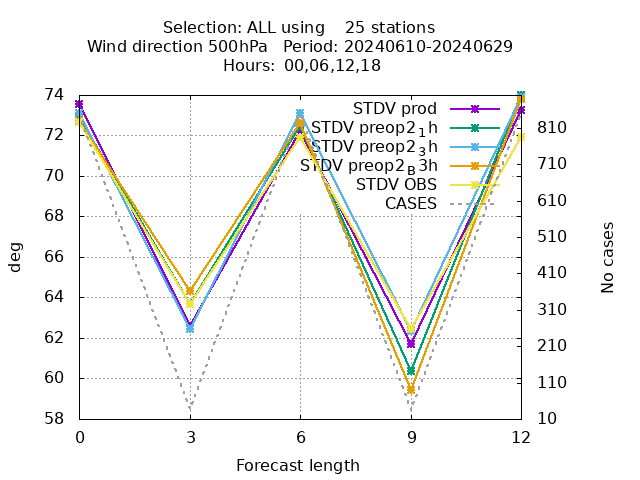 Selection: ALL using    25 stations
Wind direction 500hPa   Period: 20240610-20240629
Hours: 00,06,12,18
STDV prod
STDV preop2₁h
STDV preop2₃h
STDV preop2_B3h
STDV OBS
CASES
74
72
70
68
66
64
62
60
58
deg
810
710
610
510
410
310
210
110
10
No cases
0
3
6
9
12
Forecast length